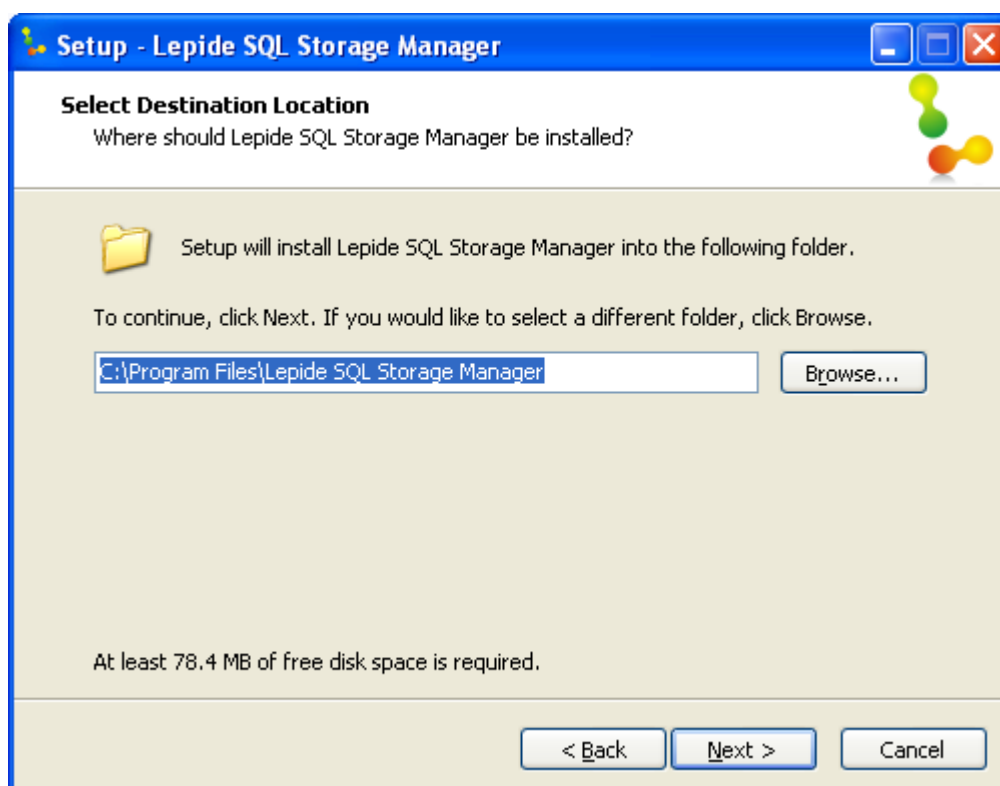 Setup - Lepide SQL Storage Manager
Select Destination Location
Where should Lepide SQL Storage Manager be installed?
Setup will install Lepide SQL Storage Manager into the following folder.
To continue, click Next. If you would like to select a different folder, click Browse.
C:\Program Files\Lepide SQL Storage Manager
Browse...
At least 78.4 MB of free disk space is required.
< Back
Next >
Cancel